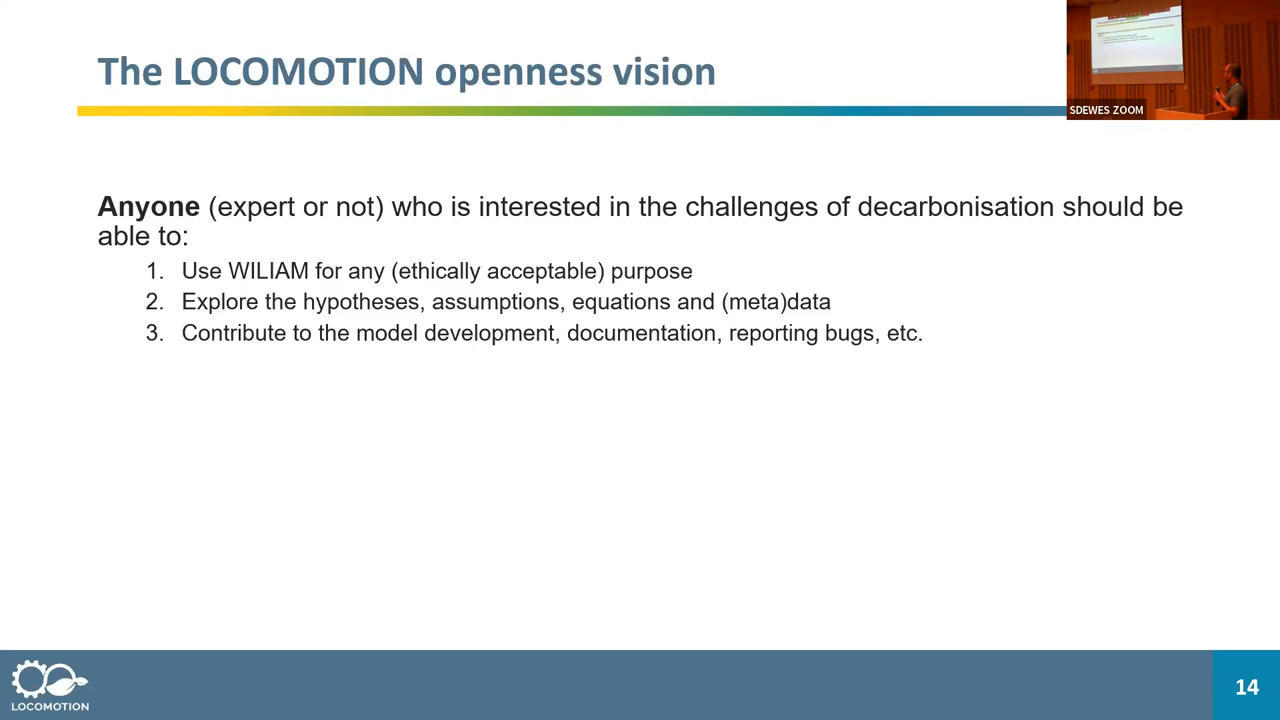 The LOCOMOTION openness vision
SDEWES ZOOM
Anyone (expert or not) who is interested in the challenges of decarbonisation should be
able to:
1. Use WILIAM for any (ethically acceptable) purpose
2. Explore the hypotheses, assumptions, equations and (meta)data
3. Contribute to the model development, documentation, reporting bugs, etc.
LOCOMOTION
14